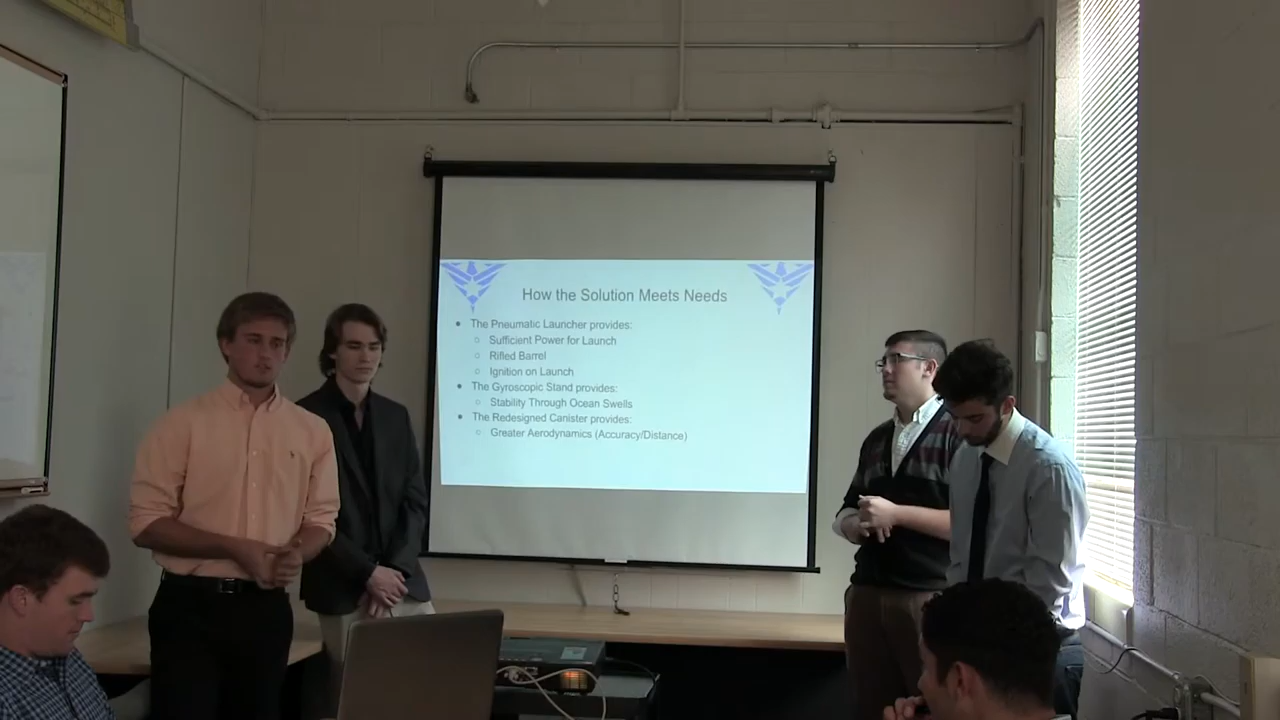 How the Solution Meets Needs
The Pneumatic Launcher provides:
Sufficient Power for Launch
Rifled Barrel
Ignition on Launch
The Gyroscopic Stand provides:
Stability Through Ocean Swells
The Redesigned Canister provides:
Greater Aerodynamics (Accuracy/Distance)